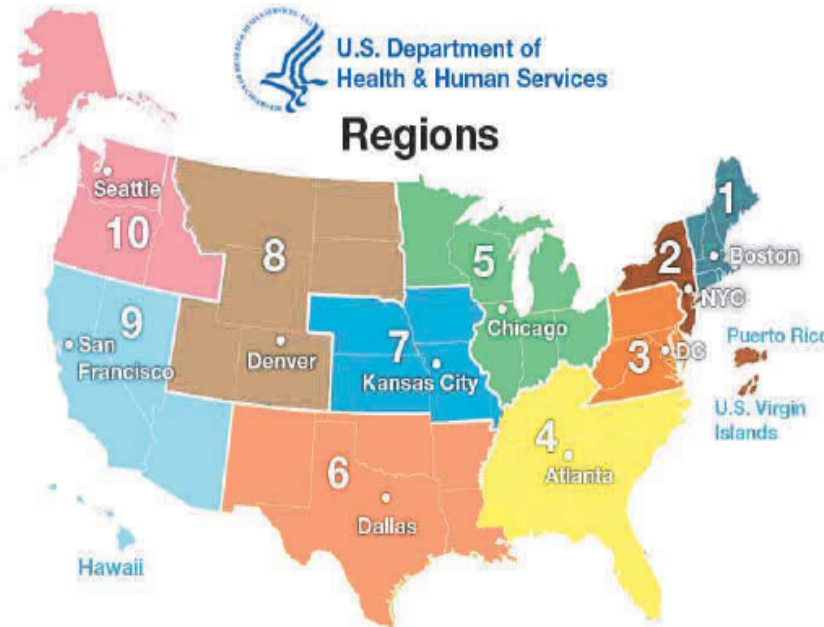 U.S. Department of
Health & Human Services
Regions
Seattle
10
8
5
1
2
Boston
NYC
9
San
Francisco
Denver
7
Kansas City
Chicago
3
DC
Puerto Rico
U.S. Virgin
Islands
6
Dallas
4
Atlanta
Hawaii